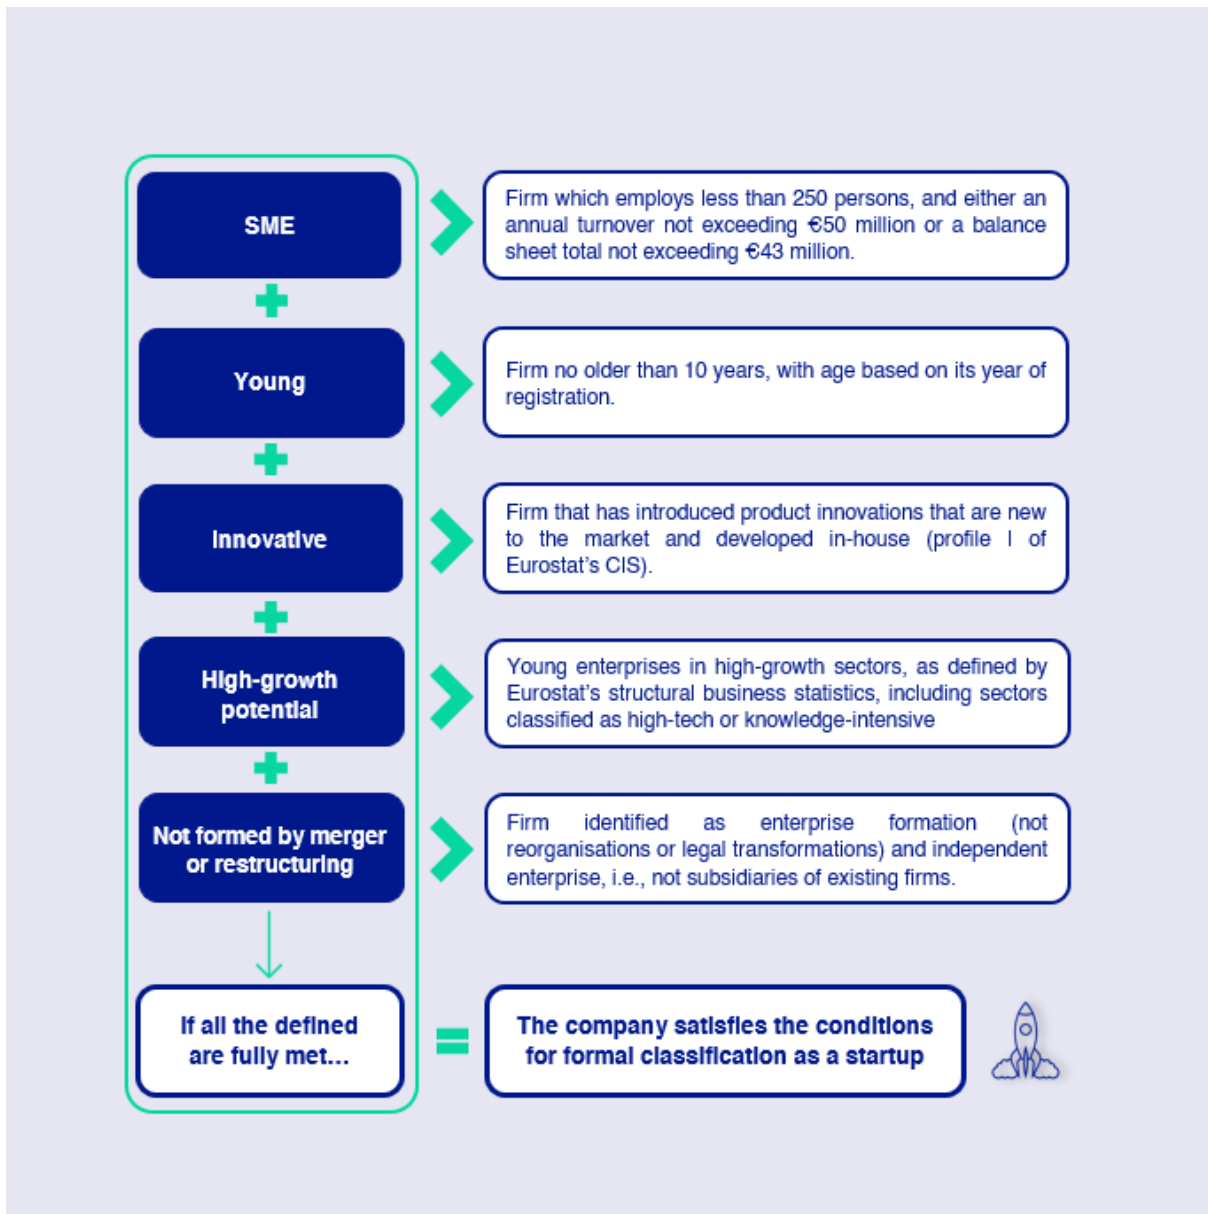 SME
Firm which employs less than 250 persons, and either an
annual turnover not exceeding €50 million or a balance
sheet total not exceeding €43 million.
Young
Firm no older than 10 years, with age based on its year of
registration.
Innovative
Firm that has introduced product innovations that are new
to the market and developed in-house (profile I of
Eurostat's CIS).
High-growth
potential
Young enterprises in high-growth sectors, as defined by
Eurostat's structural business statistics, including sectors
classified as high-tech or knowledge-intensive
Not formed by merger
or restructuring
Firm identified as enterprise formation (not
reorganisations or legal transformations) and independent
enterprise, i.e., not subsidiaries of existing firms.
If all the defined
are fully met...
The company satisfies the conditions
for formal classification as a startup